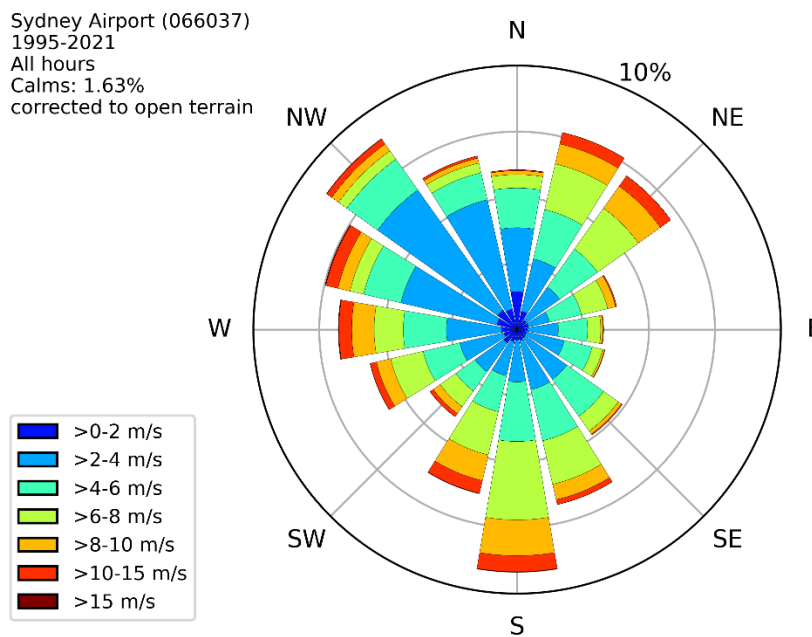 Sydney Airport (066037)
1995-2021
All hours
Calms: 1.63%
corrected to open terrain
N
10%
NW
NE
W
E
SW
SE
S
>0-2 m/s
>2-4 m/s
>4-6 m/s
>6-8 m/s
>8-10 m/s
>10-15 m/s
>15 m/s